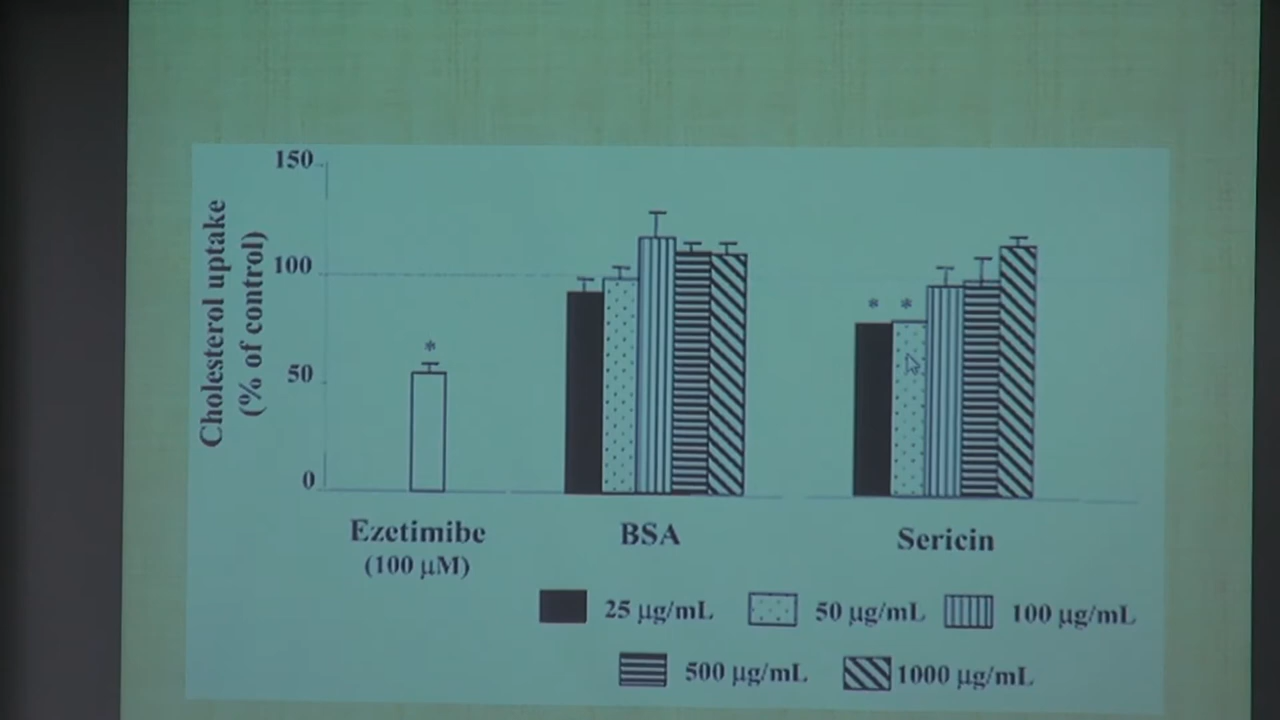 150
100
50
0
Cholesterol uptake
(% of control)
*
* *
Ezetimibe
(100 µM)
BSA
Sericin
25 µg/mL 50 µg/mL 100 µg/mL
500 µg/mL 1000 µg/mL